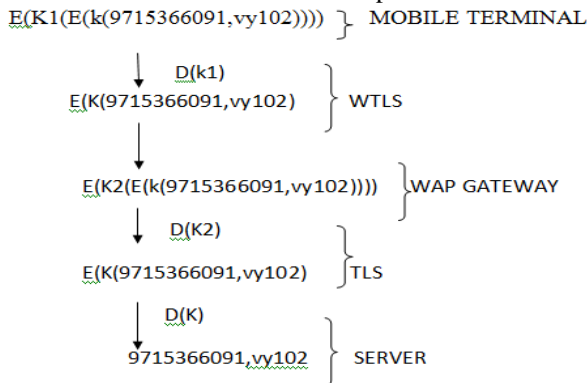 E(K1(E(k(9715366091,vy102)))) MOBILE TERMINAL
D(k1)
E(K(9715366091,vy102) WTLS
E(K2(E(k(9715366091,vy102)))) WAP GATEWAY
D(K2)
E(K(9715366091,vy102) TLS
D(K)
9715366091,vy102 SERVER